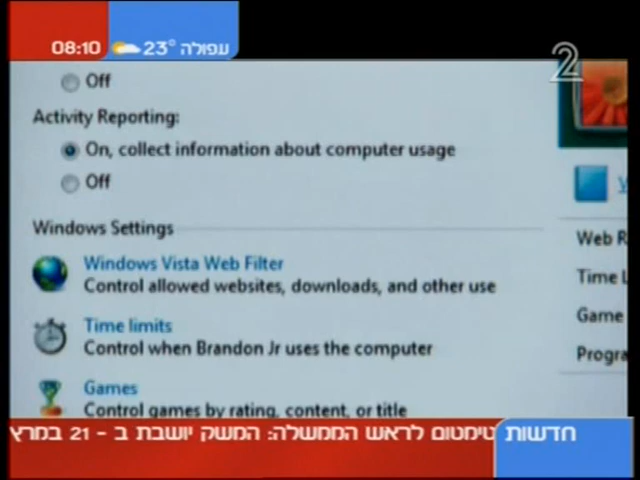 08:10
עפולה 23°
2
Off
Activity Reporting:
On, collect information about computer usage
Off
Windows Settings
Windows Vista Web Filter
Control allowed websites, downloads, and other use
Time limits
Control when Brandon Jr uses the computer
Games
Control games by rating, content, or title
Web R
Time L
Game
Progra
חדשות
טימטום לראש הממשלה: המשק יושבת ב - 21 במרץ